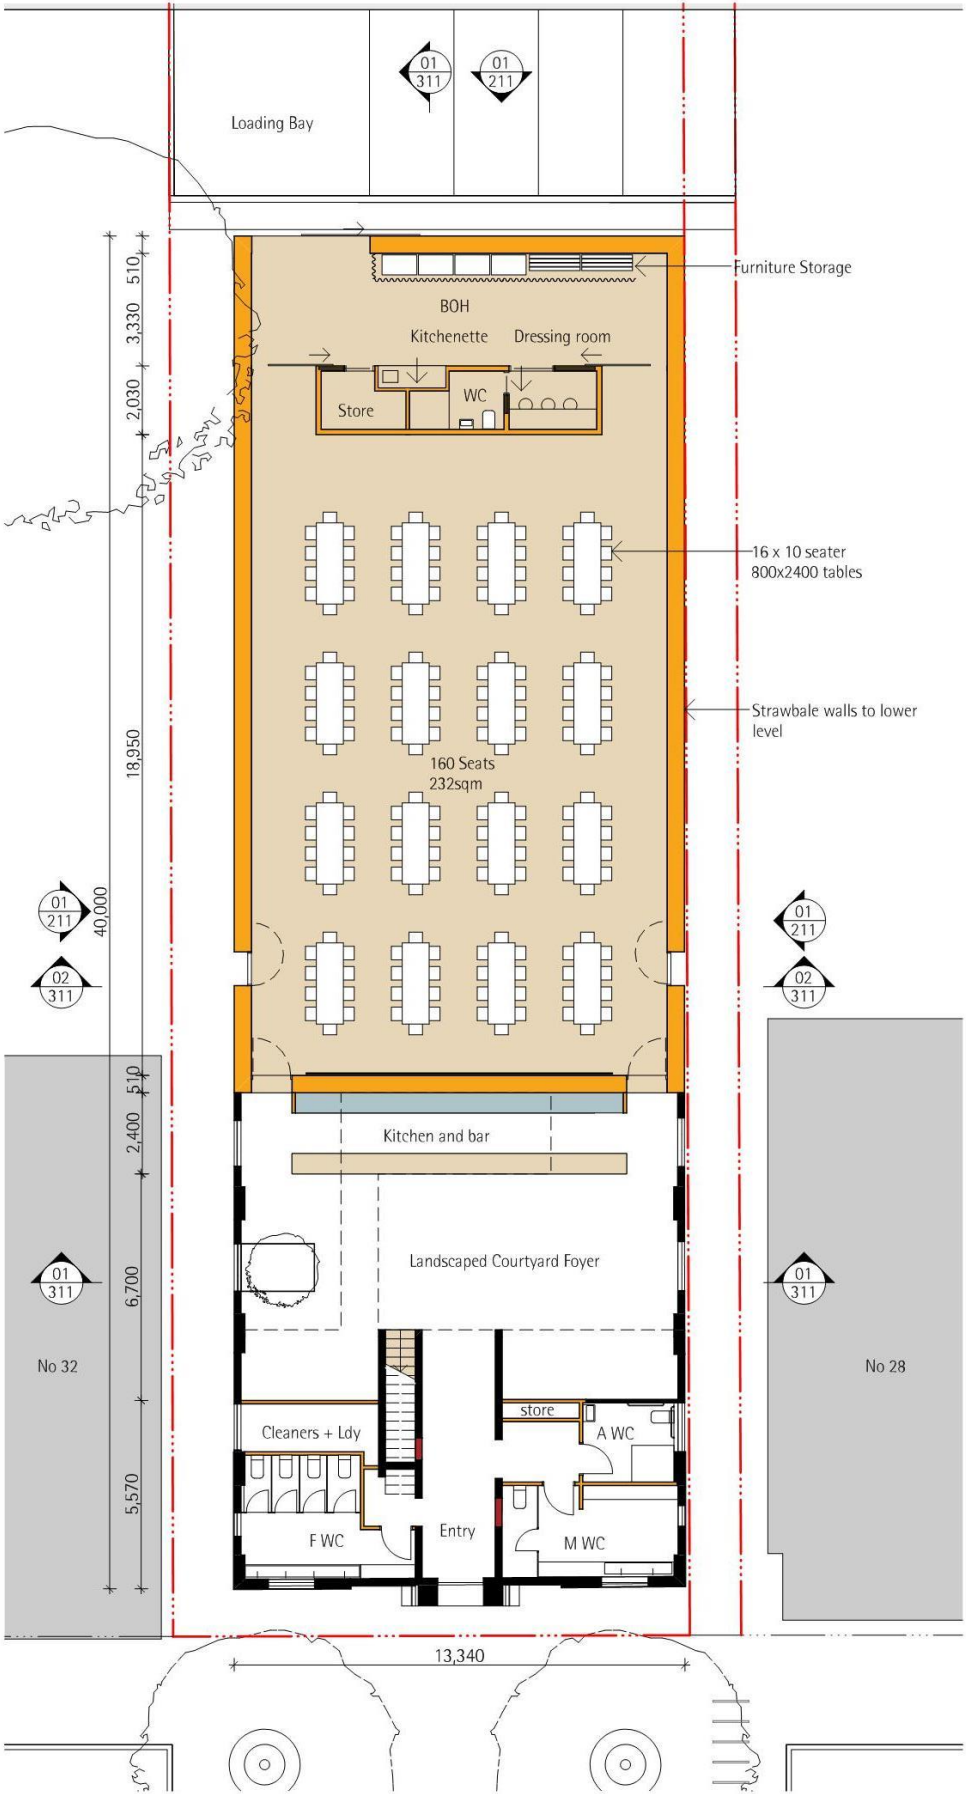 01
311
01
211
Loading Bay
510
Furniture Storage
BOH
3,330
Kitchenette
Dressing room
2,030
Store
WC
16 x 10 seater
800x2400 tables
Strawbale walls to lower
level
18,950
160 Seats
232sqm
01
211
40,000
01
211
02
311
02
311
510
2,400
Kitchen and bar
Landscaped Courtyard Foyer
01
311
6,700
01
311
No 32
No 28
store
Cleaners + Ldy
A WC
5,570
Entry
F WC
M WC
13,340